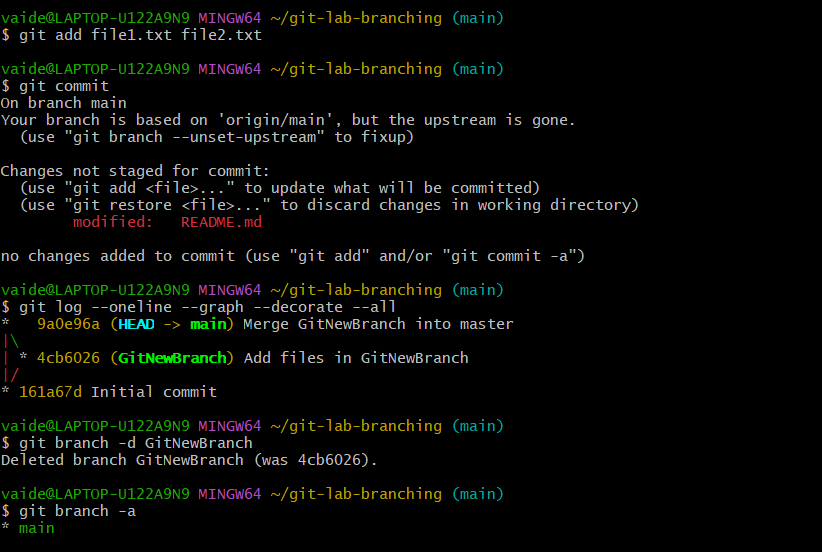 vaide@LAPTOP-U122A9N9 MINGW64 ~/git-lab-branching (main)
$ git add file1.txt file2.txt

vaide@LAPTOP-U122A9N9 MINGW64 ~/git-lab-branching (main)
$ git commit
On branch main
Your branch is based on 'origin/main', but the upstream is gone.
  (use "git branch --unset-upstream" to fixup)

Changes not staged for commit:
  (use "git add <file>..." to update what will be committed)
  (use "git restore <file>..." to discard changes in working directory)
        modified:   README.md

no changes added to commit (use "git add" and/or "git commit -a")

vaide@LAPTOP-U122A9N9 MINGW64 ~/git-lab-branching (main)
$ git log --oneline --graph --decorate --all
*   9a0e96a (HEAD -> main) Merge GitNewBranch into master
|\
| * 4cb6026 (GitNewBranch) Add files in GitNewBranch
|/
* 161a67d Initial commit

vaide@LAPTOP-U122A9N9 MINGW64 ~/git-lab-branching (main)
$ git branch -d GitNewBranch
Deleted branch GitNewBranch (was 4cb6026).

vaide@LAPTOP-U122A9N9 MINGW64 ~/git-lab-branching (main)
$ git branch -a
* main